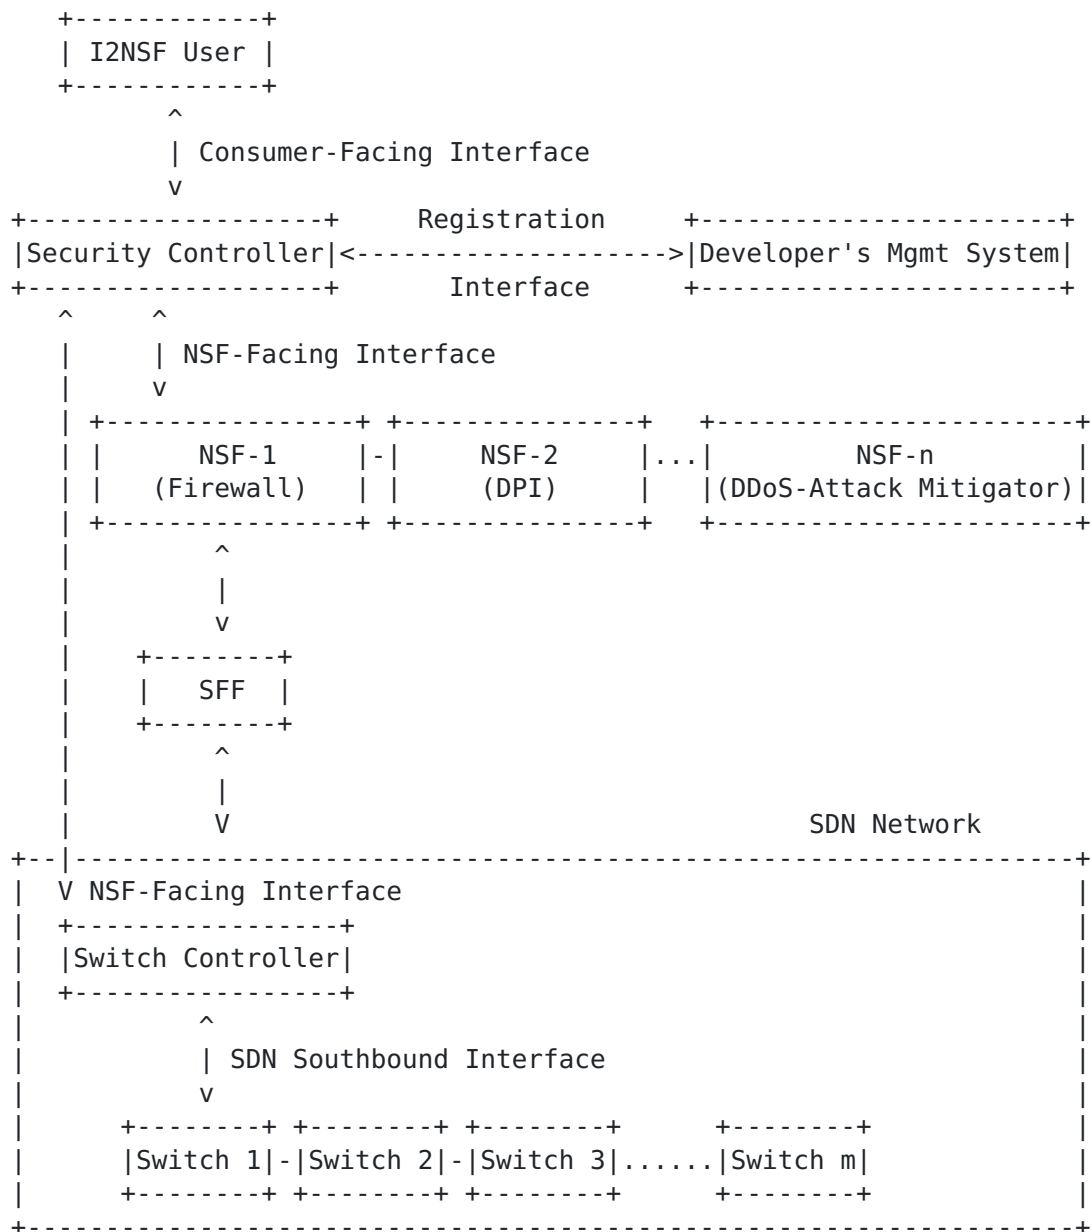 I2NSF User
Consumer-Facing Interface
Registration
Security Controller Developer's Mgmt System
Interface
NSF-Facing Interface
NSF-1 NSF-2 ... NSF-n
(Firewall) (DPI) (DDoS-Attack Mitigator)
SFF
SDN Network
NSF-Facing Interface
Switch Controller
SDN Southbound Interface
Switch 1 Switch 2 Switch 3 ...... Switch m